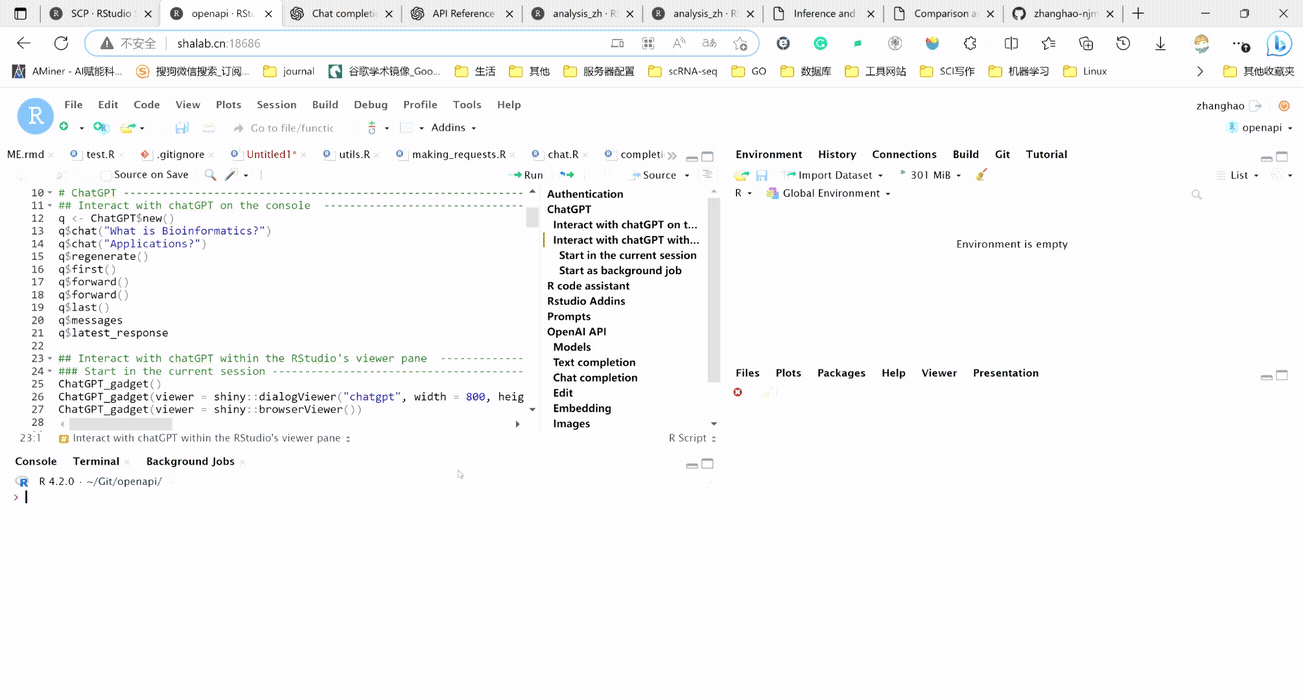 SCP · RStudio S
openapi · RStu
Chat completi
API Reference
analysis_zh · RS
analysis_zh · RS
Inference and
Comparison an
zhanghao-njm
不安全
shalab.cn:18686
AMiner - AI赋能科...
搜狗微信搜索_订阅...
journal
谷歌学术镜像_Goo...
生活
其他
服务器配置
scRNA-seq
GO
数据库
工具网站
SCI写作
机器学习
Linux
其他收藏夹
File Edit Code View Plots Session Build Debug Profile Tools Help
zhanghao
Go to file/functic
Addins
openapi
ME.rmd
test.R
.gitignore
Untitled1*
utils.R
making_requests.R
chat.R
completi
Source on Save
Run
Source
10 # ChatGPT ----------------------------------------------------------------
11 ## Interact with chatGPT on the console --------------------------------
12 q <- ChatGPT$new()
13 q$chat("What is Bioinformatics?")
14 q$chat("Applications?")
15 q$regenerate()
16 q$first()
17 q$forward()
18 q$forward()
19 q$last()
20 q$messages
21 q$latest_response
22
23 ## Interact with chatGPT within the RStudio's viewer pane -------------
24 ### Start in the current session ---------------------------------------
25 ChatGPT_gadget()
26 ChatGPT_gadget(viewer = shiny::dialogViewer("chatgpt", width = 800, heig
27 ChatGPT_gadget(viewer = shiny::browserViewer())
28
23:1
Interact with chatGPT within the RStudio's viewer pane
R Script
Authentication
ChatGPT
Interact with chatGPT on t...
Interact with chatGPT with...
Start in the current session
Start as background job
R code assistant
Rstudio Addins
Prompts
OpenAI API
Models
Text completion
Chat completion
Edit
Embedding
Images
Console Terminal Background Jobs
R 4.2.0 · ~/Git/openapi/
>
Environment History Connections Build Git Tutorial
Import Dataset
301 MiB
List
R
Global Environment
Environment is empty
Files Plots Packages Help Viewer Presentation